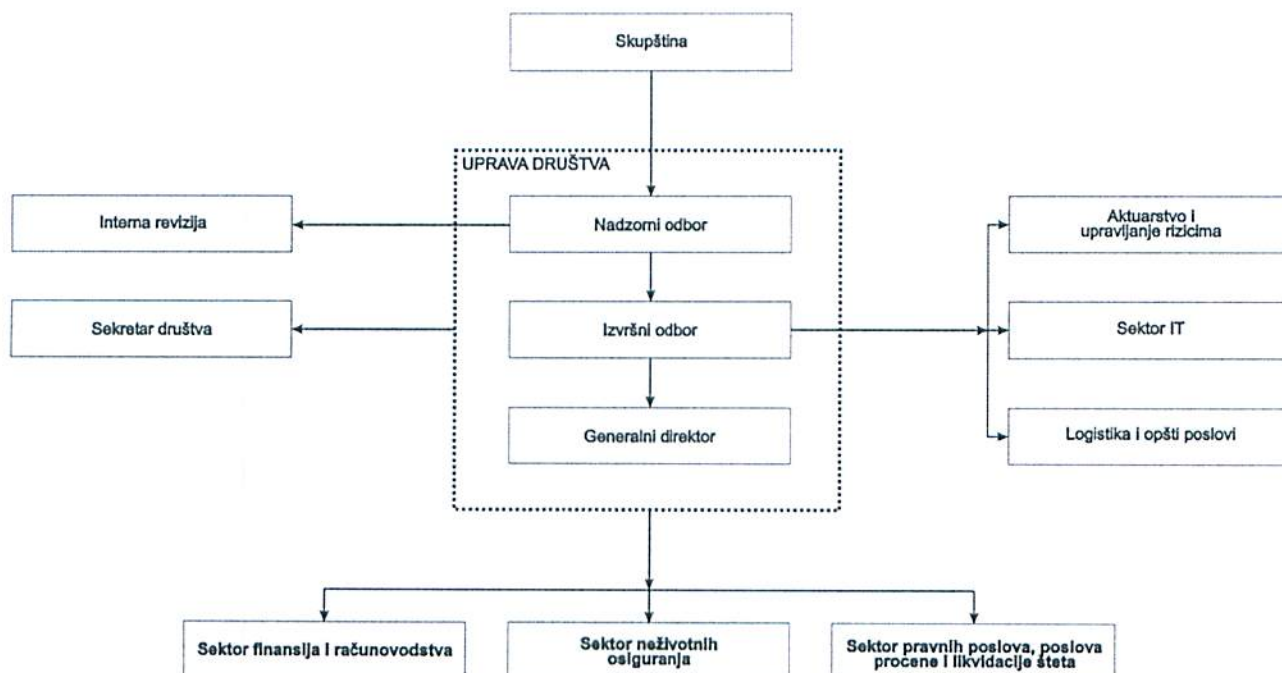 Skupština
UPRAVA DRUŠTVA
Interna revizija
Nadzorni odbor
Aktuarstvo i
upravljanje rizicima
Sekretar društva
Izvršni odbor
Sektor IT
Generalni direktor
Logistika i opšti poslovi
Sektor finansija i računovodstva
Sektor neživotnih
osiguranja
Sektor pravnih poslova, poslova
procene i likvidacije šteta